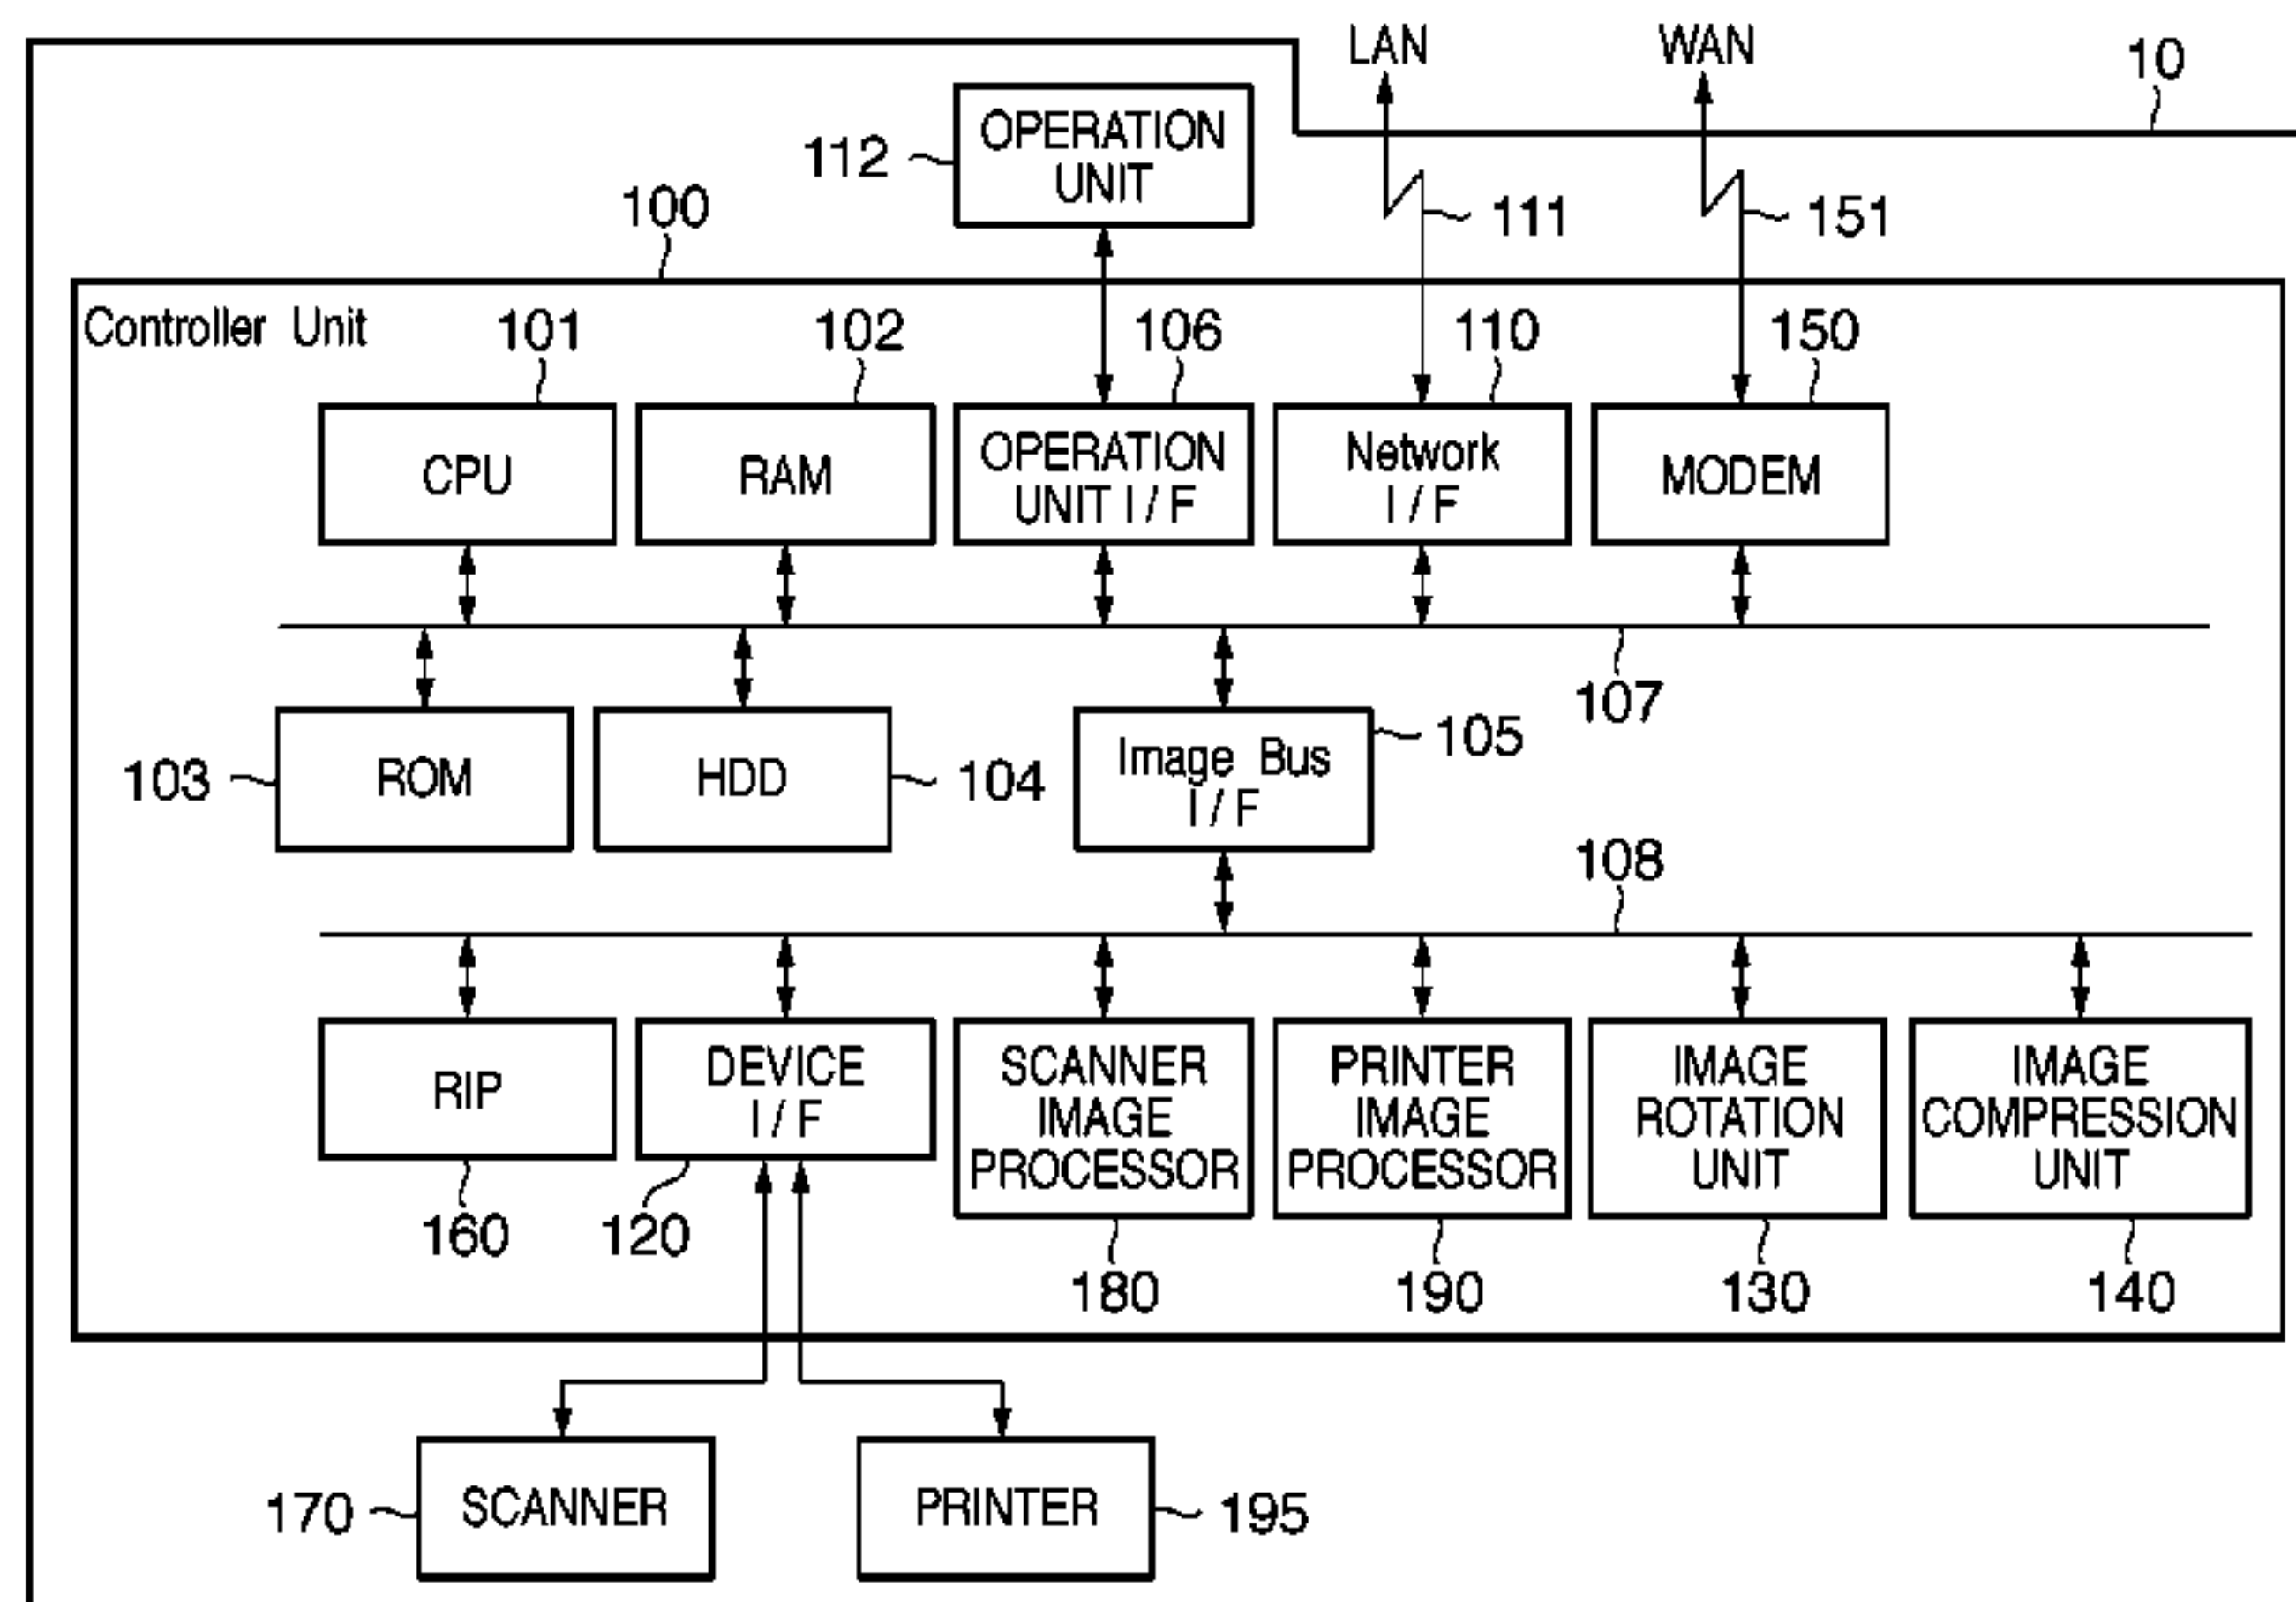 LAN
WAN
10
OPERATION
UNIT
112
100
111
151
Controller Unit
101
102
106
110
150
CPU
RAM
OPERATION
UNIT I / F
Network
I / F
MODEM
107
103
ROM
HDD
104
Image Bus
I / F
105
108
RIP
DEVICE
I / F
SCANNER
IMAGE
PROCESSOR
PRINTER
IMAGE
PROCESSOR
IMAGE
ROTATION
UNIT
IMAGE
COMPRESSION
UNIT
160
120
180
190
130
140
170
SCANNER
PRINTER
195